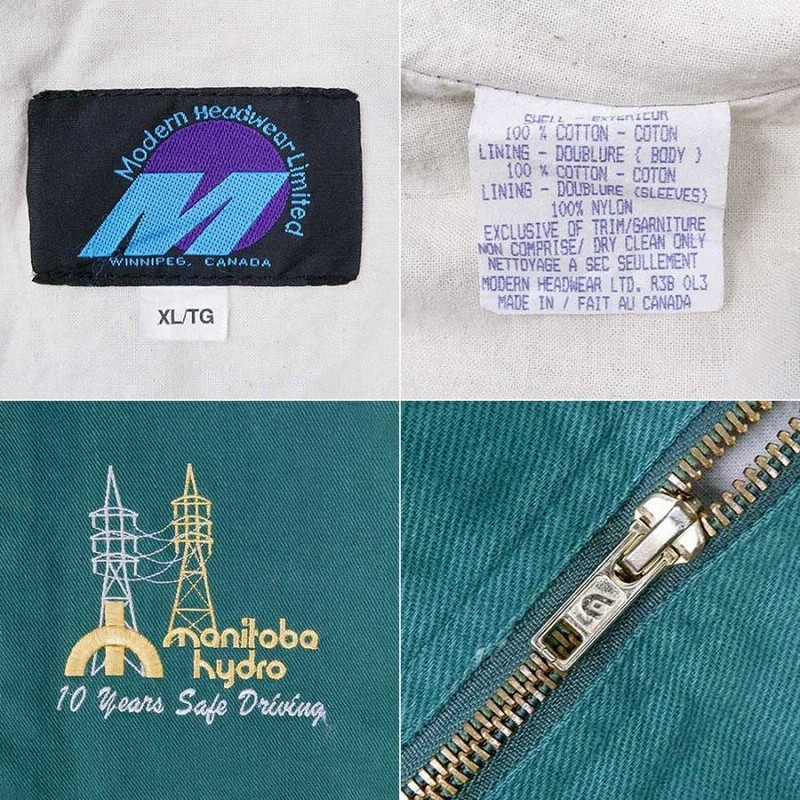 Modern Headwear Limited
M
WINNIPEG, CANADA
XL/TG
SHELL - EXTERIEUR
100 % COTTON - COTON
LINING - DOUBLURE ( BODY )
100 % COTTON - COTON
LINING - DOUBLURE (SLEEVES)
100% NYLON
EXCLUSIVE OF TRIM/GARNITURE
NON COMPRISE/ DRY CLEAN ONLY
NETTOYAGE A SEC SEULLEMENT
MODERN HEADWEAR LTD. R3B 0L3
MADE IN / FAIT AU CANADA
manitoba
hydro
10 Years Safe Driving